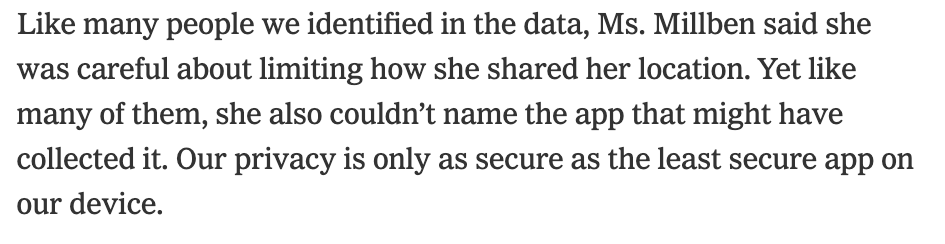 Like many people we identified in the data, Ms. Millben said she
was careful about limiting how she shared her location. Yet like
many of them, she also couldn’t name the app that might have
collected it. Our privacy is only as secure as the least secure app on
our device.